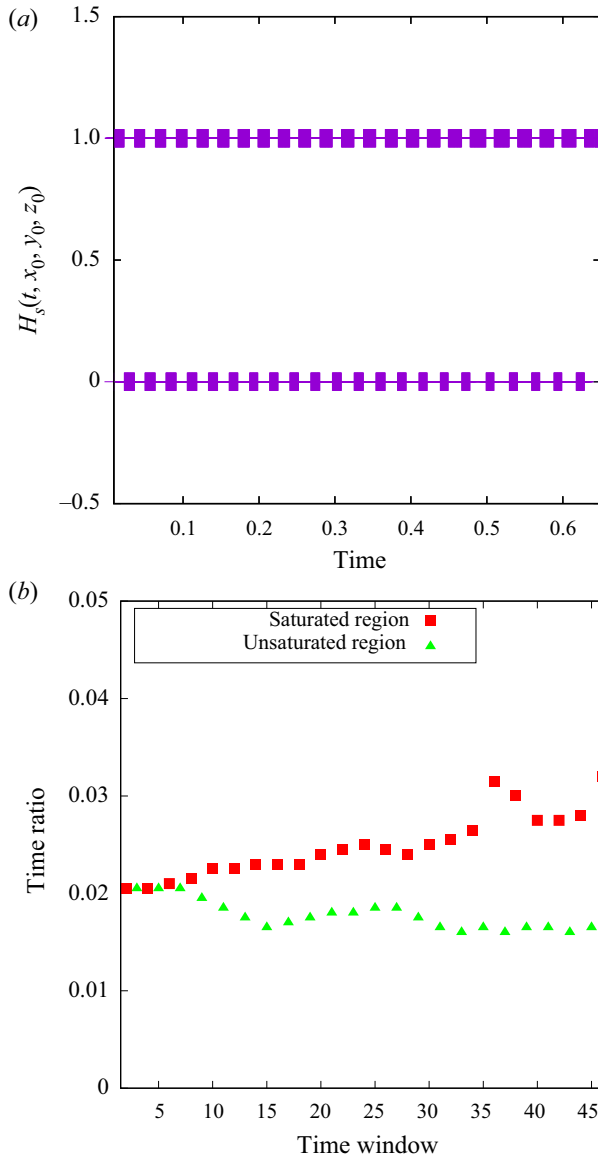 (a)
1.5
1.0
0.5
0
–0.5
H_s(t, x_0, y_0, z_0)
0.1 0.2 0.3 0.4 0.5 0.6
Time
(b)
0.05
0.04
0.03
0.02
0.01
0
Time ratio
Saturated region
Unsaturated region
5 10 15 20 25 30 35 40 45
Time window